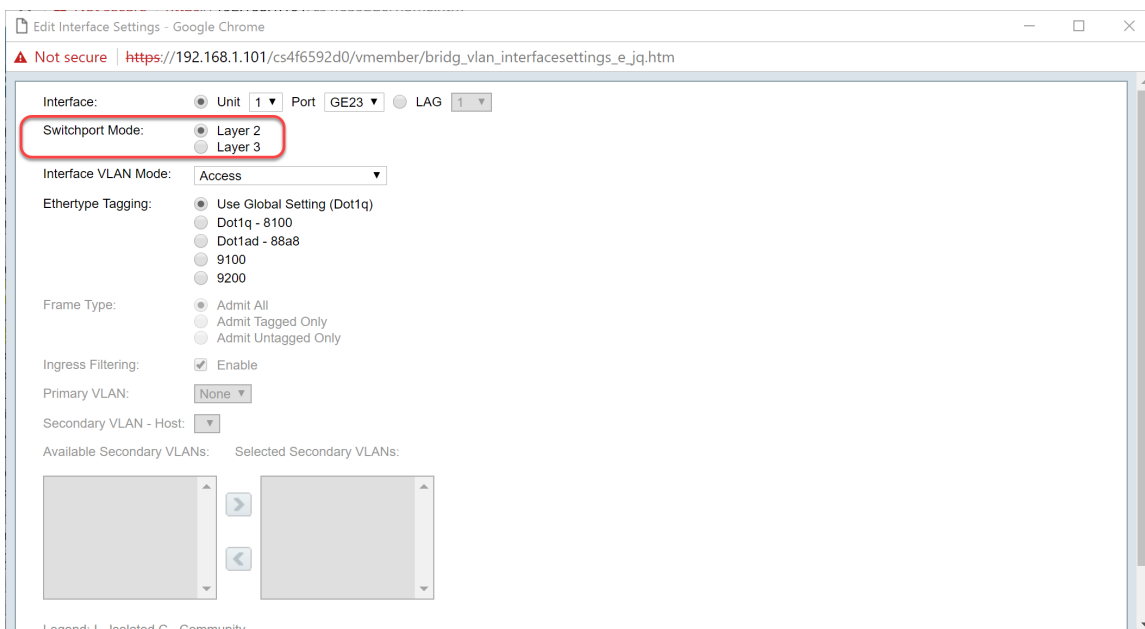 Edit Interface Settings - Google Chrome
Not secure | https://192.168.1.101/cs4f6592d0/vmember/bridg_vlan_interfacesettings_e_jq.htm
Interface: Unit 1 Port GE23 LAG 1
Switchport Mode: Layer 2
Layer 3
Interface VLAN Mode: Access
Ethertype Tagging: Use Global Setting (Dot1q)
Dot1q - 8100
Dot1ad - 88a8
9100
9200
Frame Type: Admit All
Admit Tagged Only
Admit Untagged Only
Ingress Filtering: Enable
Primary VLAN: None
Secondary VLAN - Host:
Available Secondary VLANs: Selected Secondary VLANs: